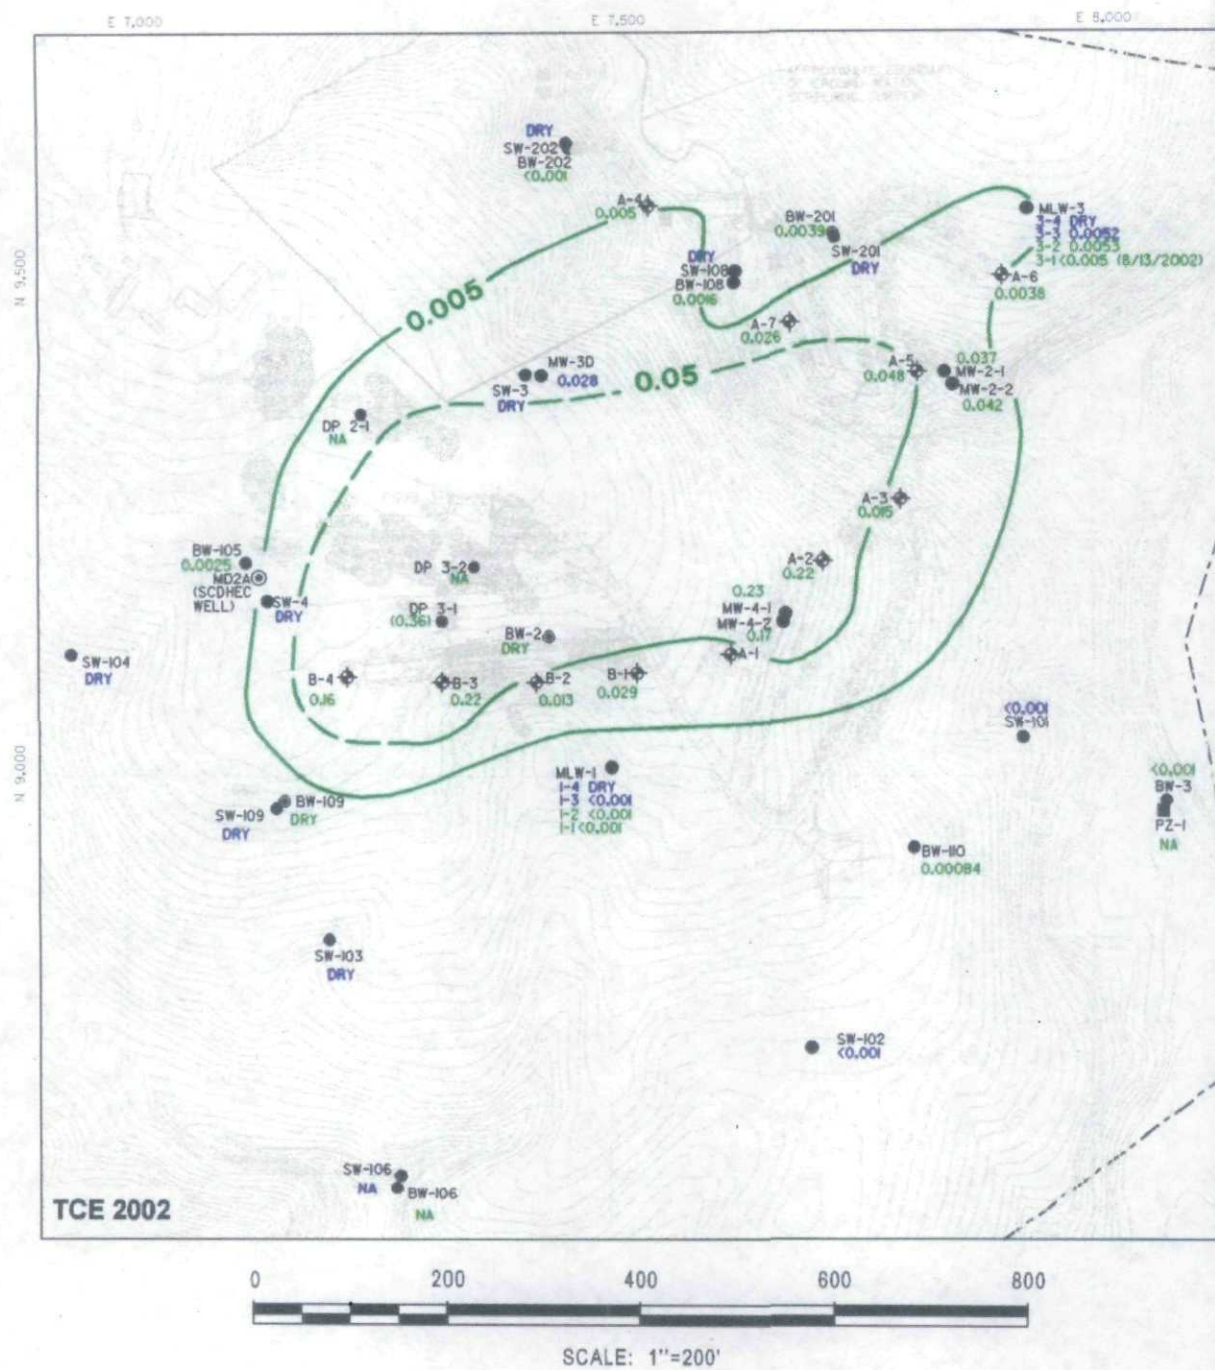 E 7,000
E 7,500
E 8,000
N 9,500
N 9,000
DRY
SW-202
BW-202
<0.001
A-4
0.005
BW-201
0.0039
SW-201
DRY
MLW-3
3-4 DRY
3-3 0.0052
3-2 0.0053
3-1<0.005 (8/13/2002)
A-6
0.0038
DRY
SW-108
BW-108
0.0016
A-7
0.026
0.005
0.05
MW-3D
0.028
SW-3
DRY
A-5
0.048
0.037
MW-2-1
MW-2-2
0.042
DP 2-1
NA
A-3
0.015
BW-105
0.0025
MD2A
(SCDHEC
WELL)
SW-4
DRY
DP 3-2
NA
DP 3-1
(0.36)
A-2
0.22
0.23
MW-4-1
MW-4-2
0.17
BW-2
DRY
A-1
SW-104
DRY
B-4
0.16
B-3
0.22
B-2
0.013
B-1
0.029
<0.001
SW-101
MLW-1
1-4 DRY
1-3 <0.001
1-2 <0.001
1-1<0.001
<0.001
BW-3
PZ-1
NA
BW-109
SW-109
DRY
DRY
BW-110
0.00084
SW-103
DRY
SW-102
<0.001
SW-106
NA
BW-106
NA
TCE 2002
0 200 400 600 800
SCALE: 1"=200'